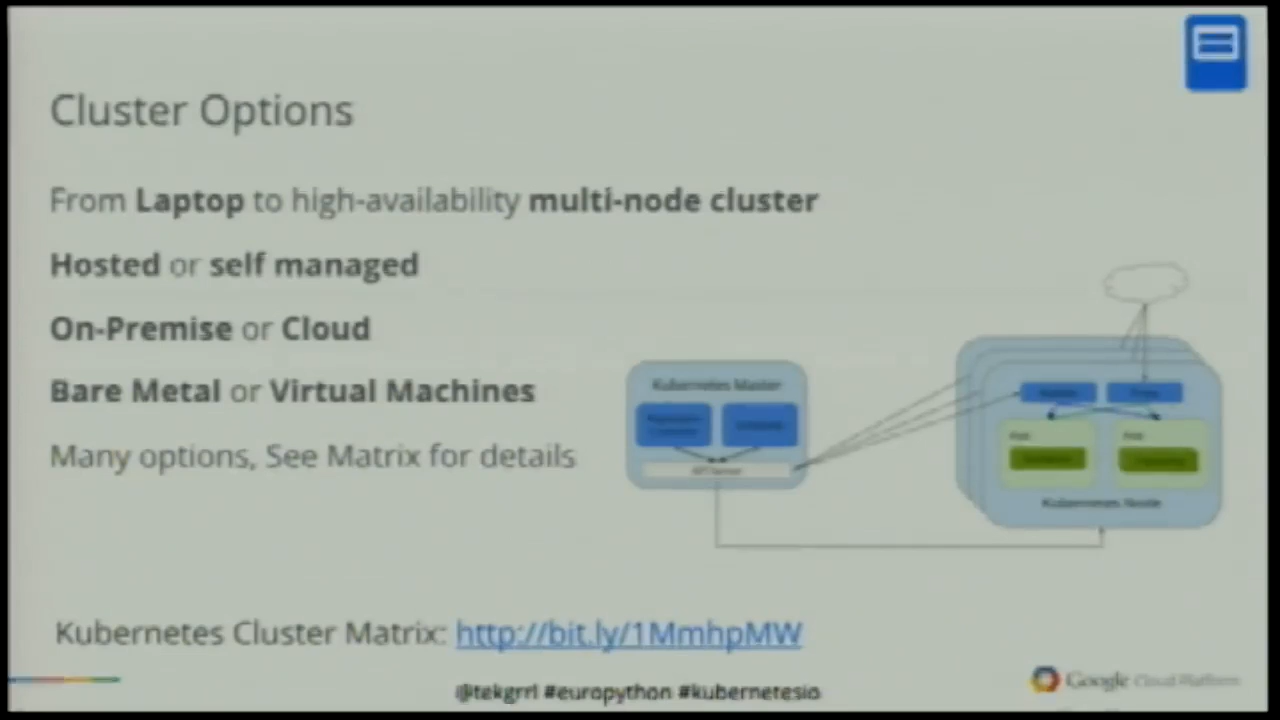 Cluster Options
From Laptop to high-availability multi-node cluster
Hosted or self managed
On-Premise or Cloud
Bare Metal or Virtual Machines
Many options, See Matrix for details
Kubernetes Master
API Server
Kubernetes Node
Kubernetes Cluster Matrix: http://bit.ly/1MmhpMW
@tekgrrl #europython #kubernetesio
Google Cloud Platform